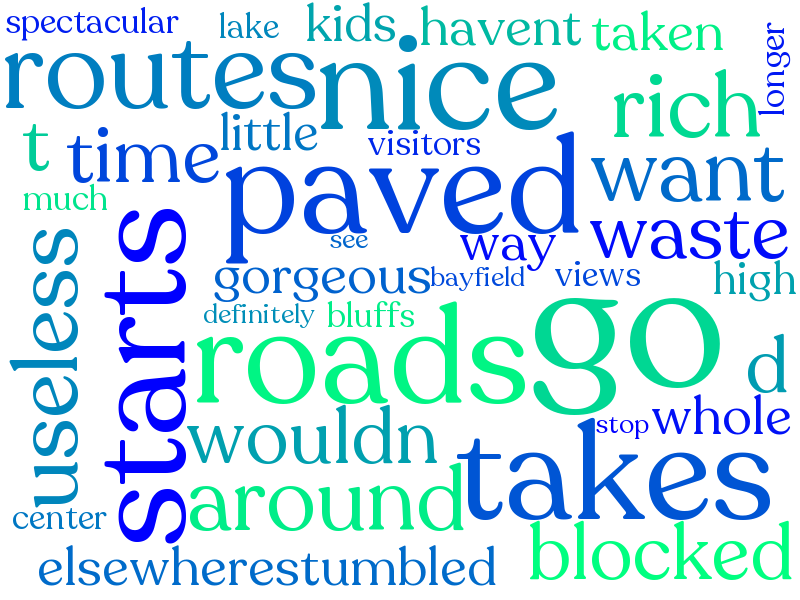 spectacular
lake
kids
havent
taken
longer
routes
nice
rich
t
time
little
visitors
want
much
paved
see
way
waste
starts
useless
gorgeous
bayfield
views
high
definitely
bluffs
go
roads
d
wouldn
stop
whole
takes
center
around
blocked
elsewhere
stumbled